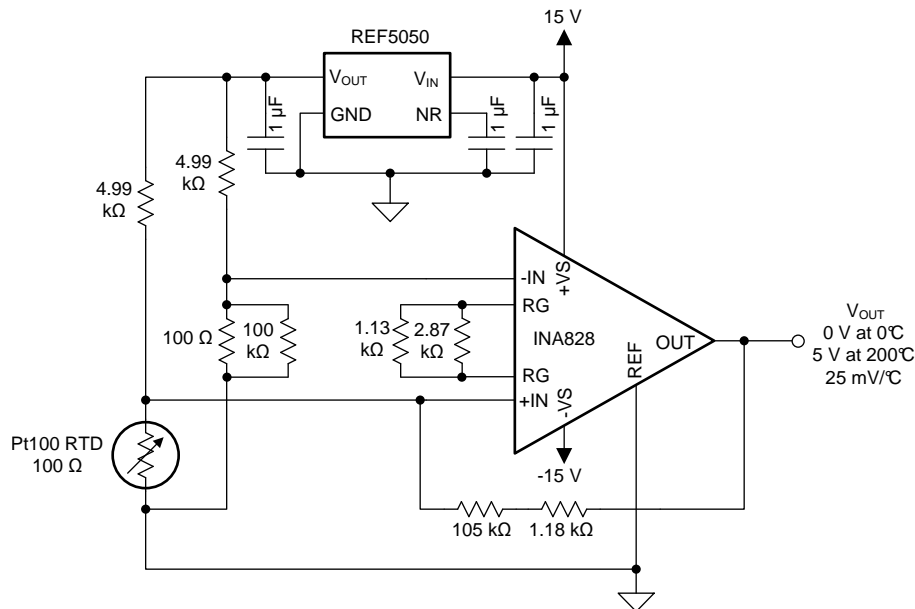 REF5050
15 V
VOUT
VIN
GND
NR
1 µF
1 µF
1 µF
4.99
kΩ
4.99
kΩ
-IN
+VS
RG
100 Ω
100
kΩ
1.13
kΩ
2.87
kΩ
INA828
OUT
REF
RG
+IN
-VS
VOUT
0 V at 0℃
5 V at 200℃
25 mV/℃
Pt100 RTD
100 Ω
-15 V
105 kΩ
1.18 kΩ